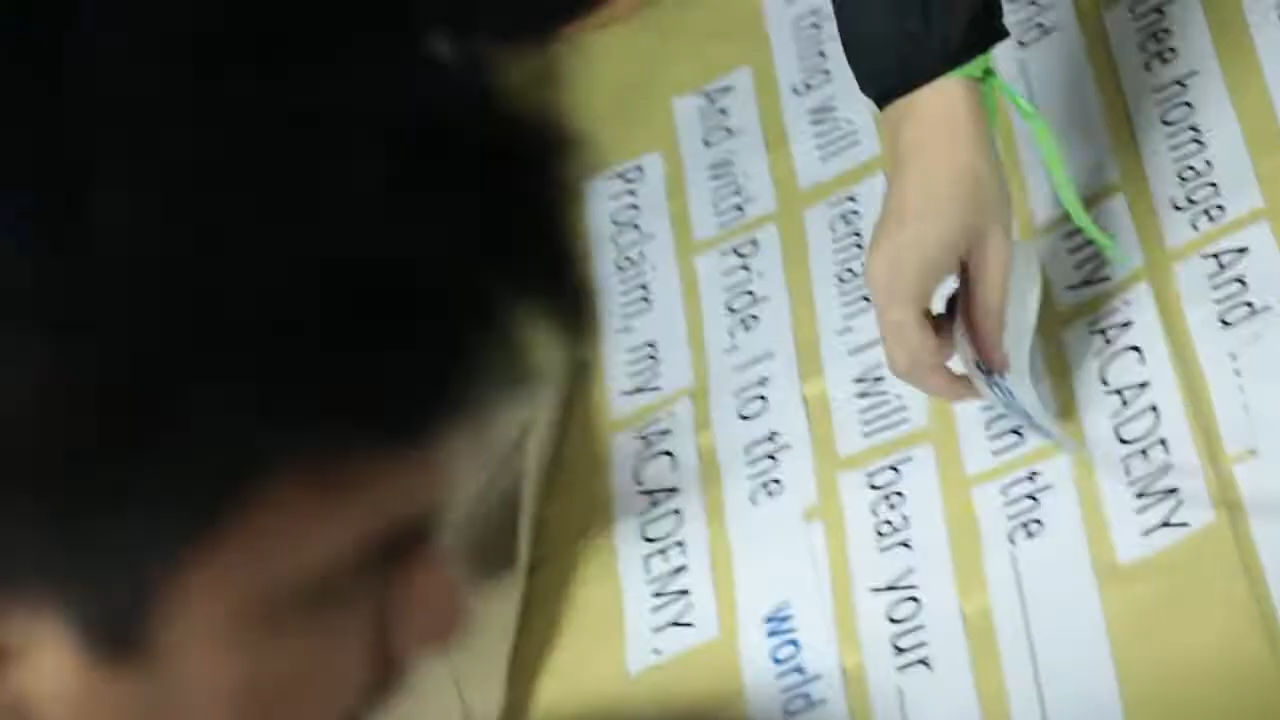 thee homage And
my ACADEMY
the
thing will remain, I will bear your
And with Pride, I to the world
Proclaim, my ACADEMY.